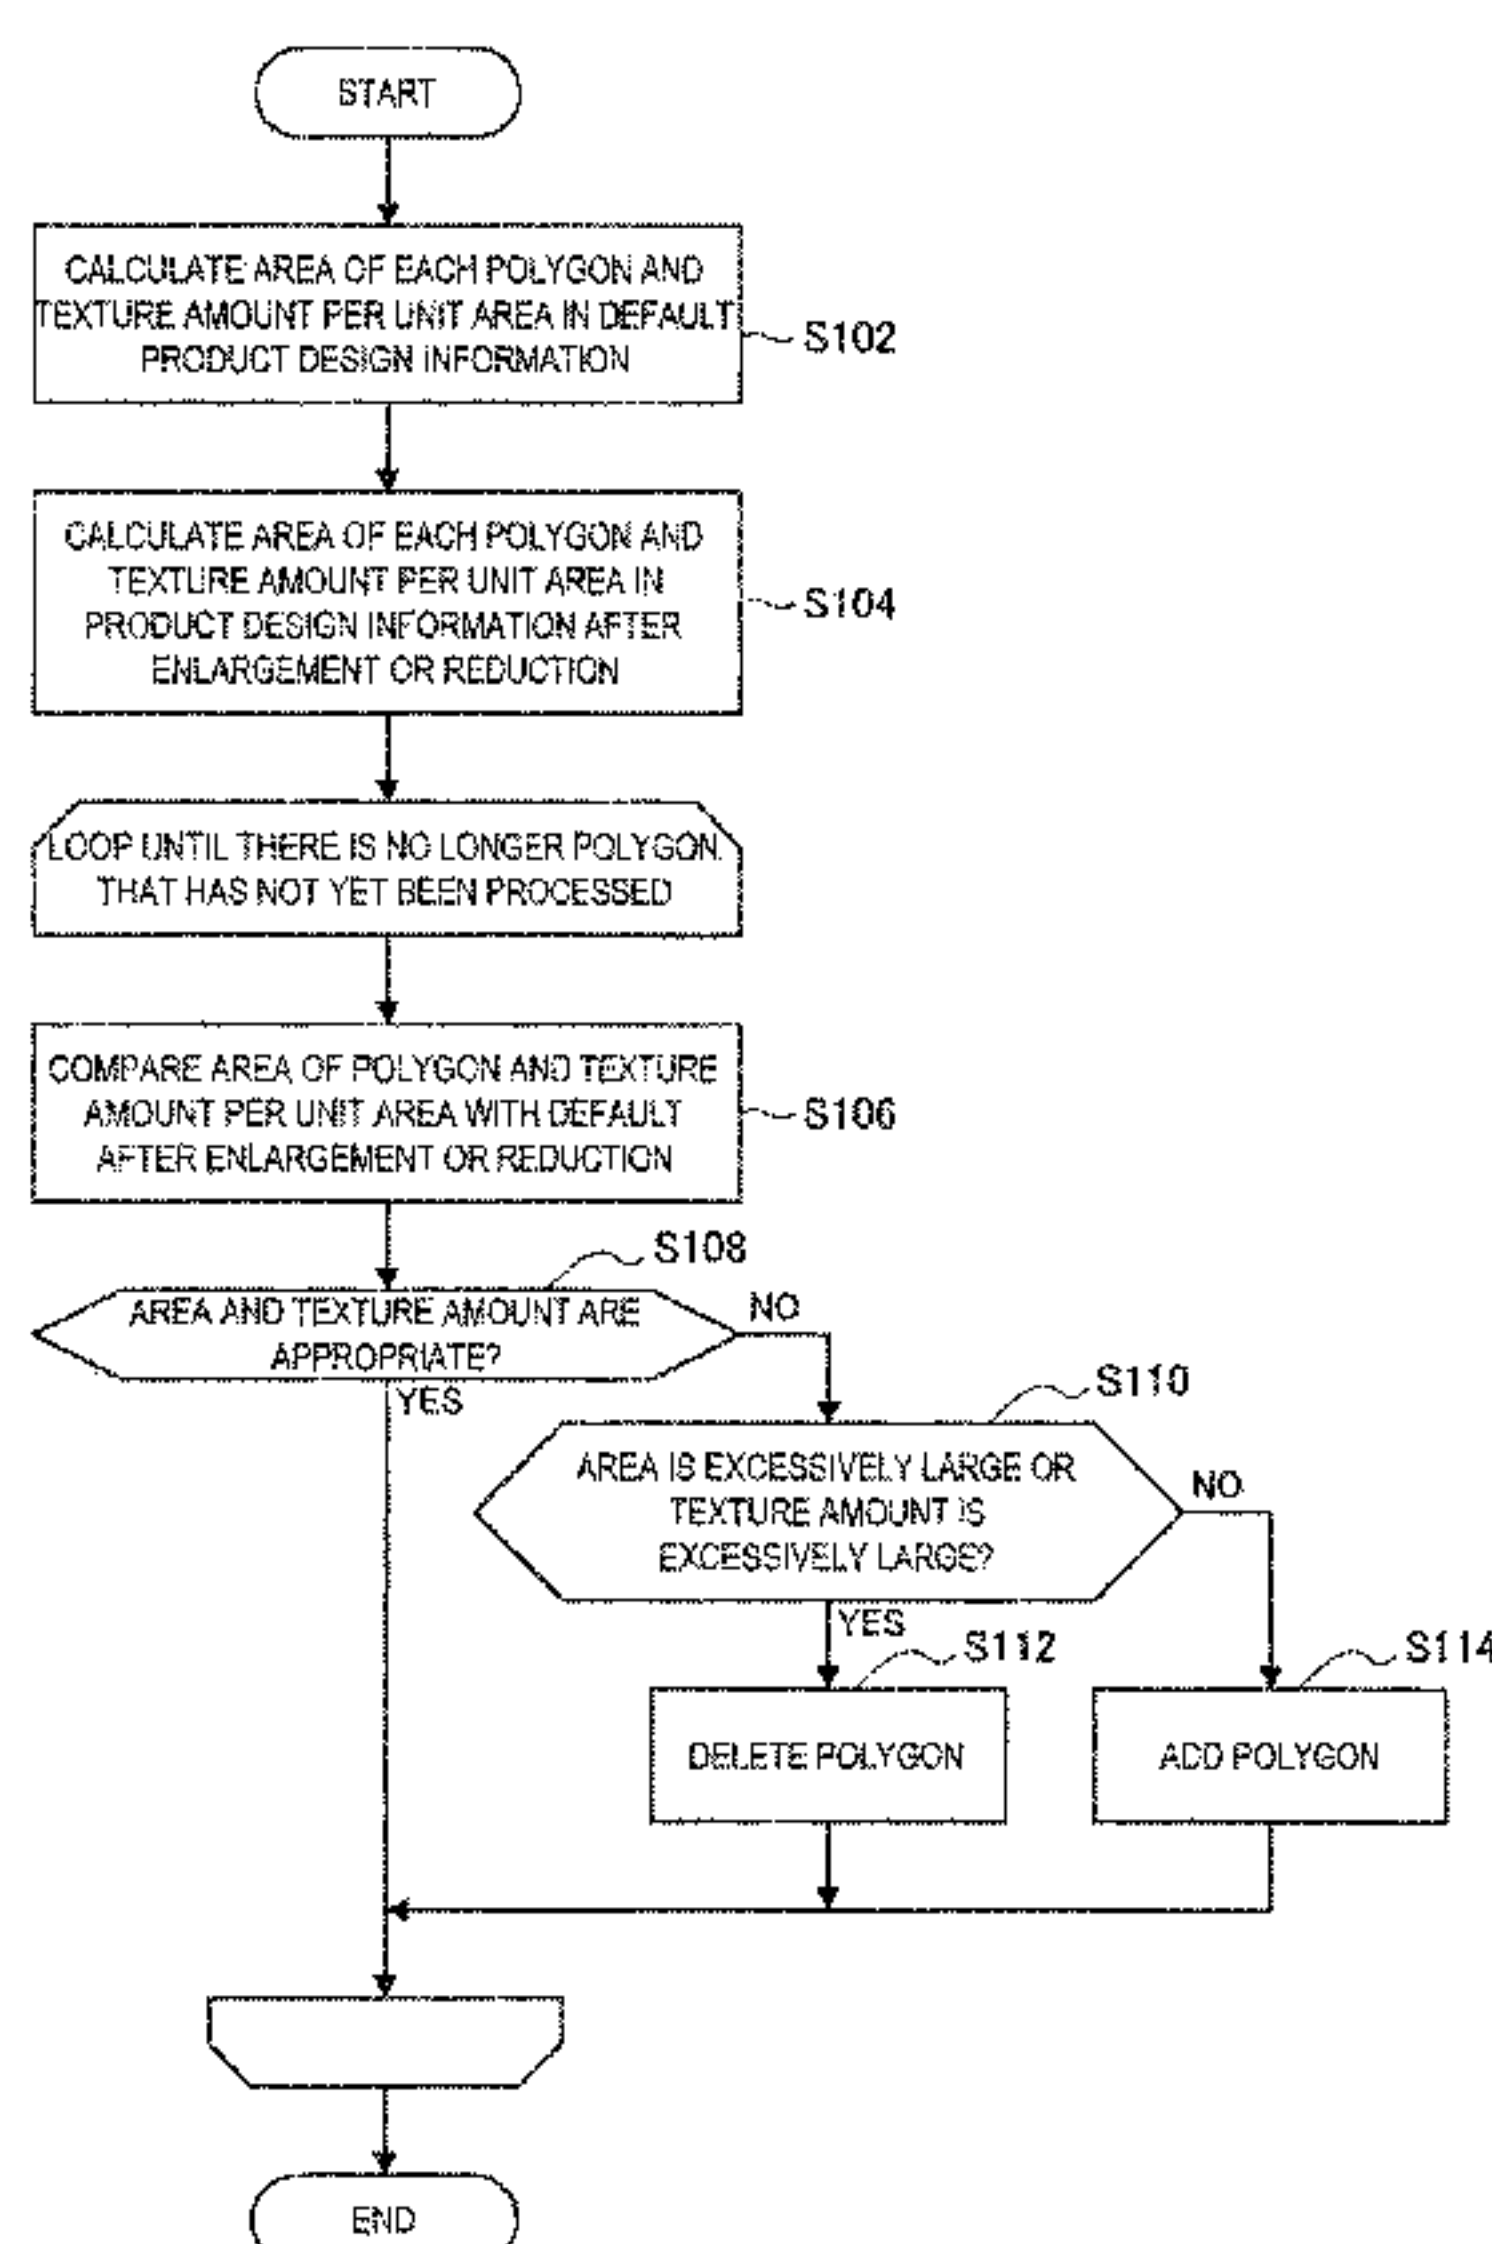 START
CALCULATE AREA OF EACH POLYGON AND
TEXTURE AMOUNT PER UNIT AREA IN DEFAULT
PRODUCT DESIGN INFORMATION
S102
CALCULATE AREA OF EACH POLYGON AND
TEXTURE AMOUNT PER UNIT AREA IN
PRODUCT DESIGN INFORMATION AFTER
ENLARGEMENT OR REDUCTION
S104
LOOP UNTIL THERE IS NO LONGER POLYGON
THAT HAS NOT YET BEEN PROCESSED
COMPARE AREA OF POLYGON AND TEXTURE
AMOUNT PER UNIT AREA WITH DEFAULT
AFTER ENLARGEMENT OR REDUCTION
S106
S108
AREA AND TEXTURE AMOUNT ARE
APPROPRIATE?
NO
YES
S110
AREA IS EXCESSIVELY LARGE OR
TEXTURE AMOUNT IS
EXCESSIVELY LARGE?
NO
YES
S112
S114
DELETE POLYGON
ADD POLYGON
END